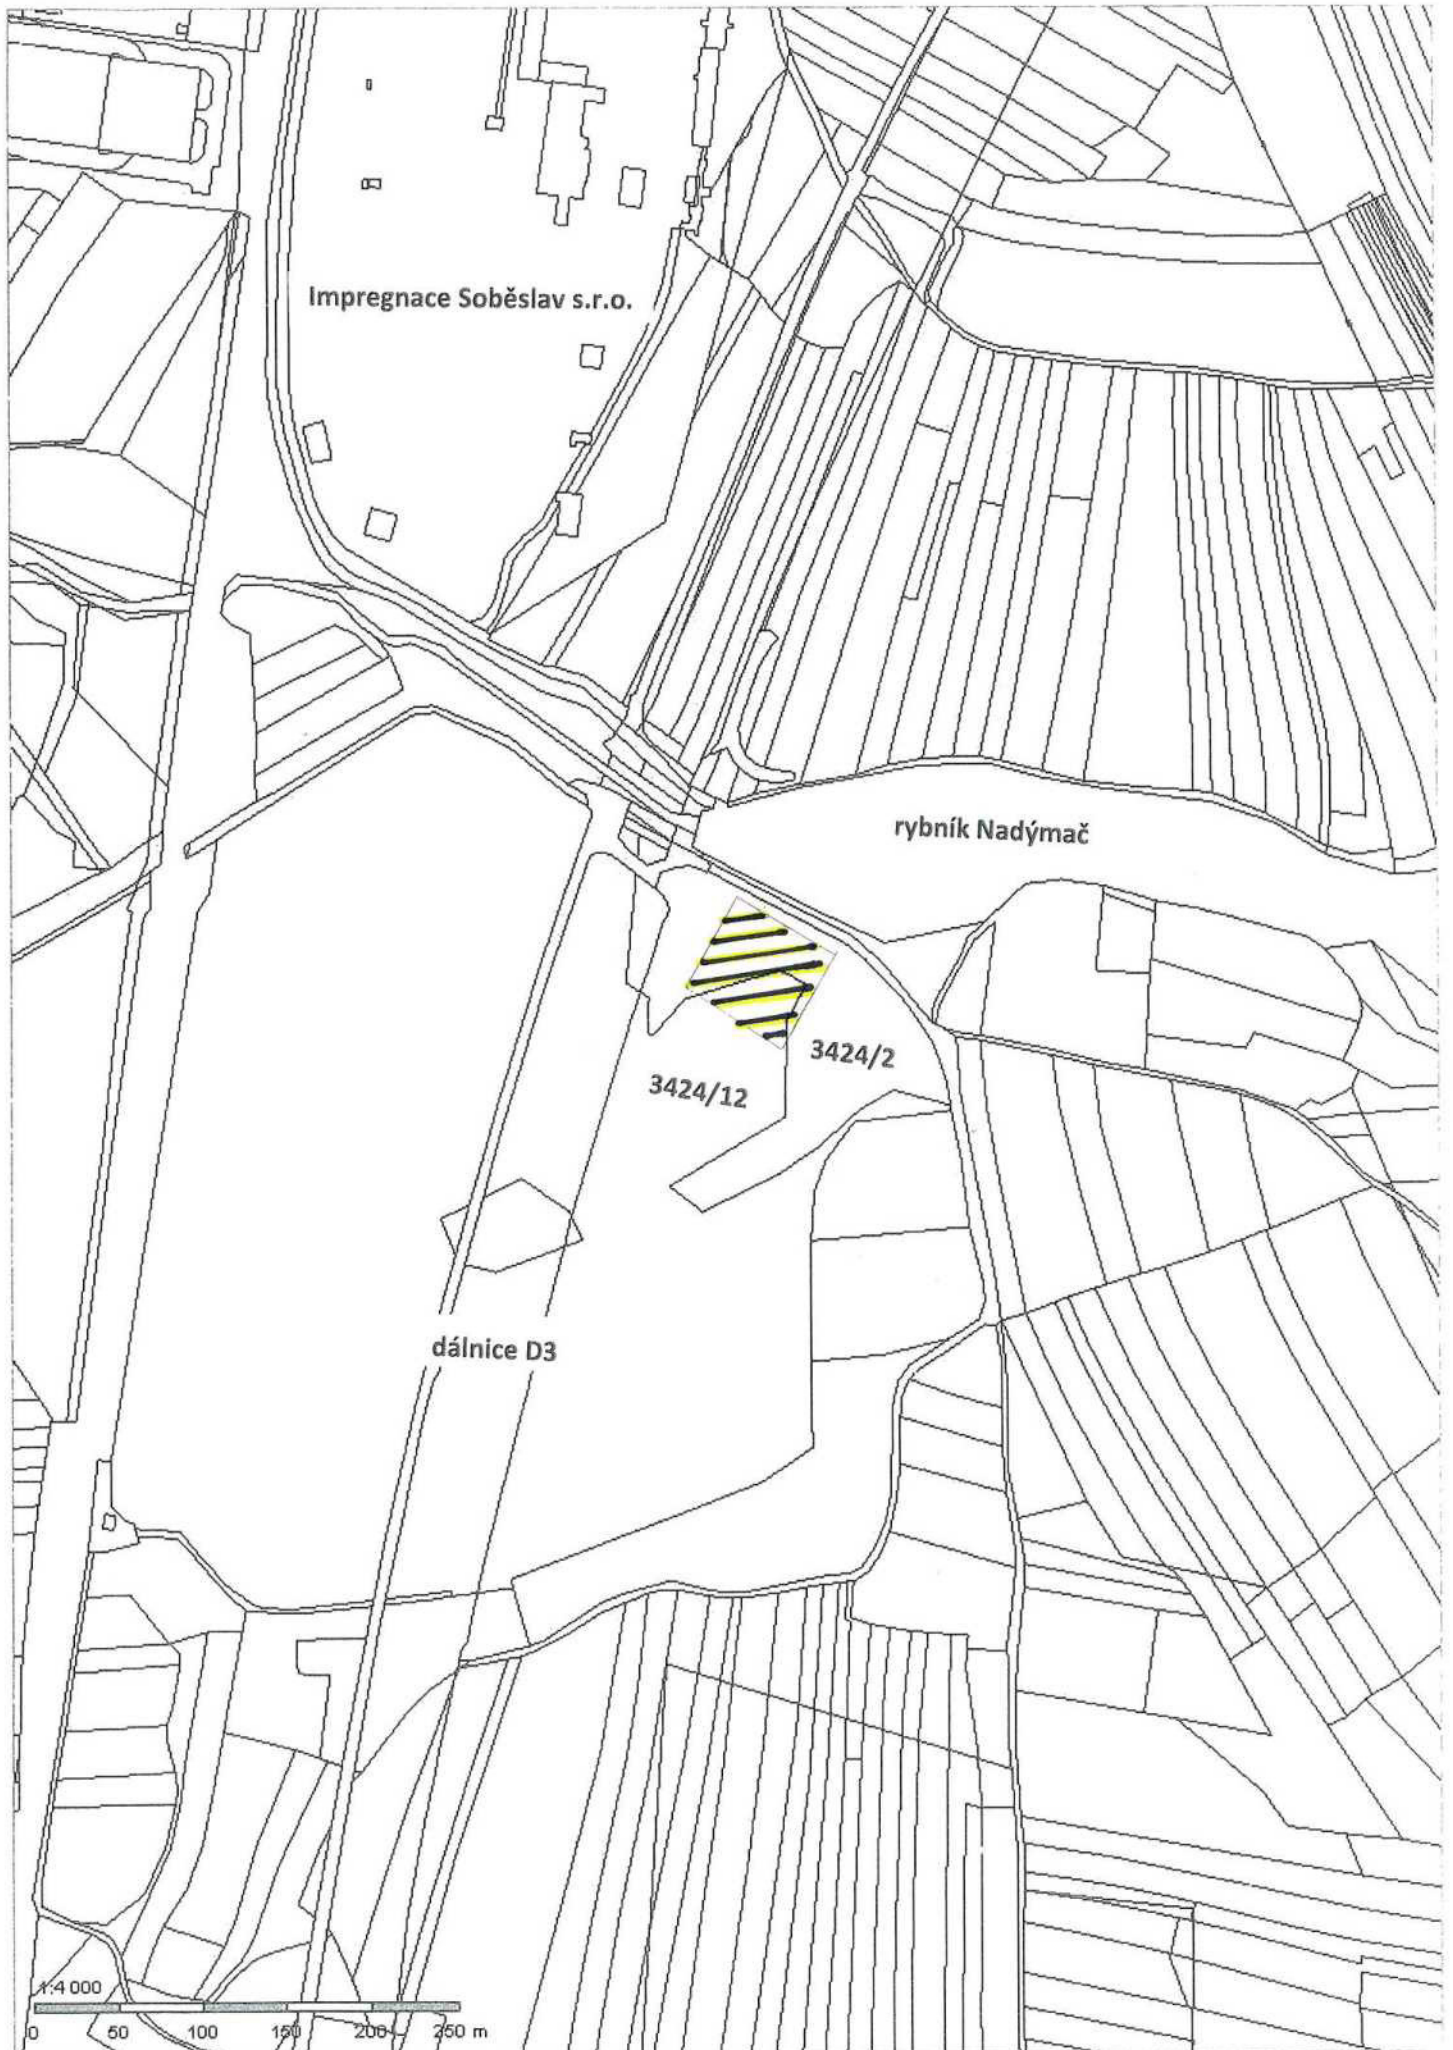 Impregnace Soběslav s.r.o.
rybník Nadýmač
3424/2
3424/12
dálnice D3
1:4 000
0 50 100 150 200 250 m